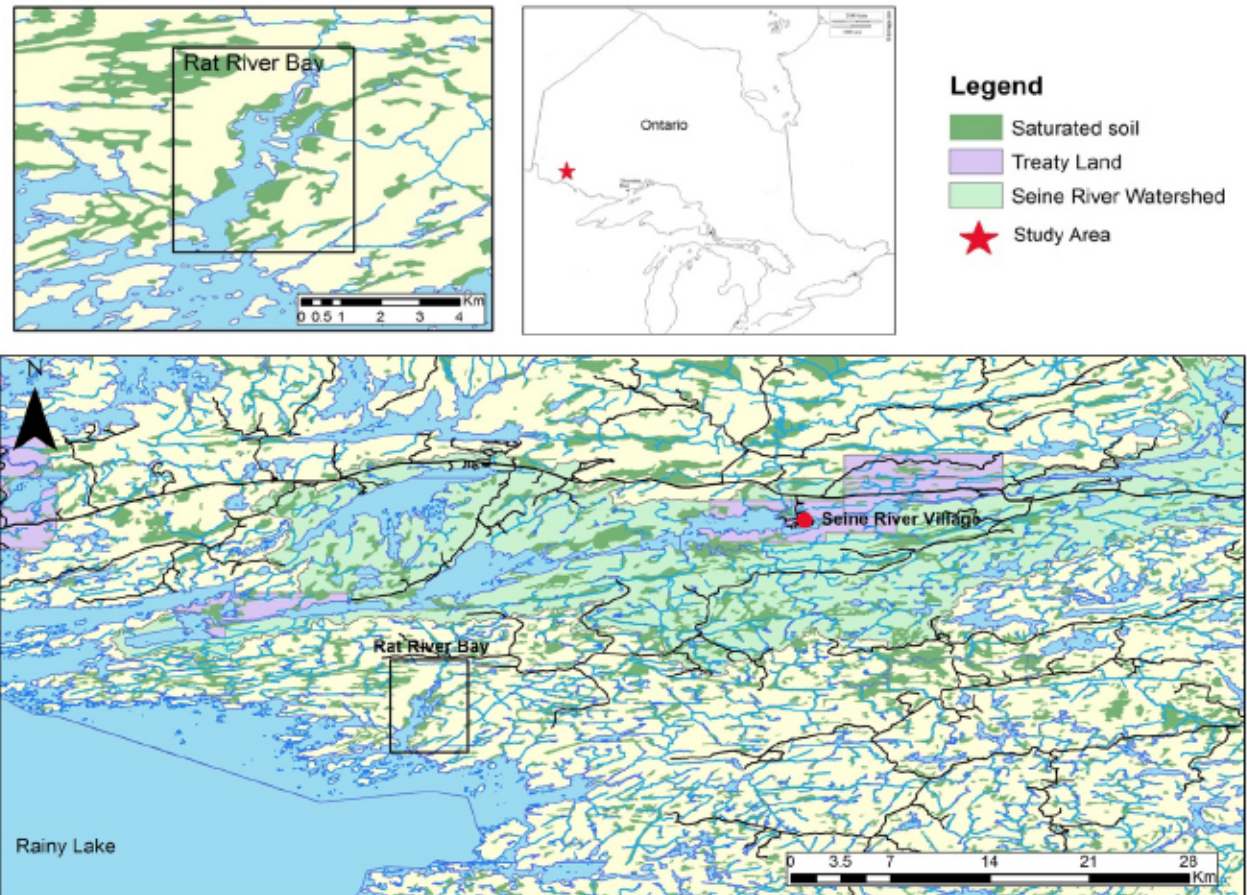 Rat River Bay
Km
0 0.5 1 2 3 4
Ontario
Legend
Saturated soil
Treaty Land
Seine River Watershed
Study Area
N
Seine River Village
Rat River Bay
Rainy Lake
0 3.5 7 14 21 28
Km